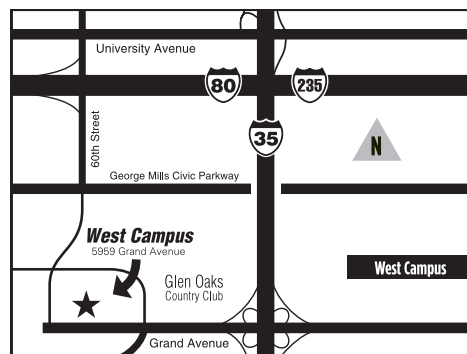 University Avenue
80
235
35
60th Street
N
George Mills Civic Parkway
West Campus
5959 Grand Avenue
Glen Oaks
Country Club
West Campus
Grand Avenue